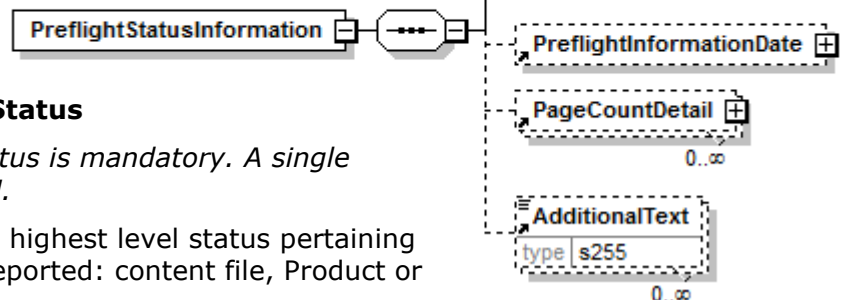 PreflightStatusInformation
PreflightInformationDate
Status
PageCountDetail
0..∞
tus is mandatory. A single
AdditionalText
highest level status pertaining
type s255
eported: content file, Product or
0..∞